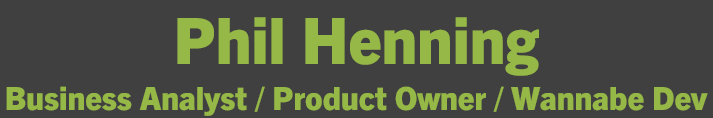 Phil Henning
Business Analyst / Product Owner / Wannabe Dev